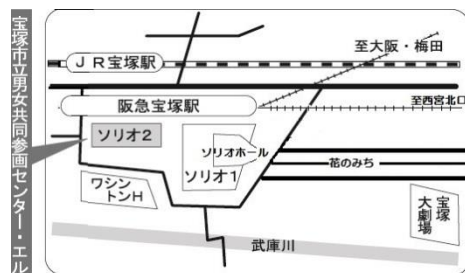 宝塚市立男女共同参画センター・エル
JR宝塚駅
至大阪・梅田
阪急宝塚駅
至西宮北口
ソリオ2
ソリオホール
ソリオ1
花のみち
ワシン
トンH
宝塚
大劇場
武庫川